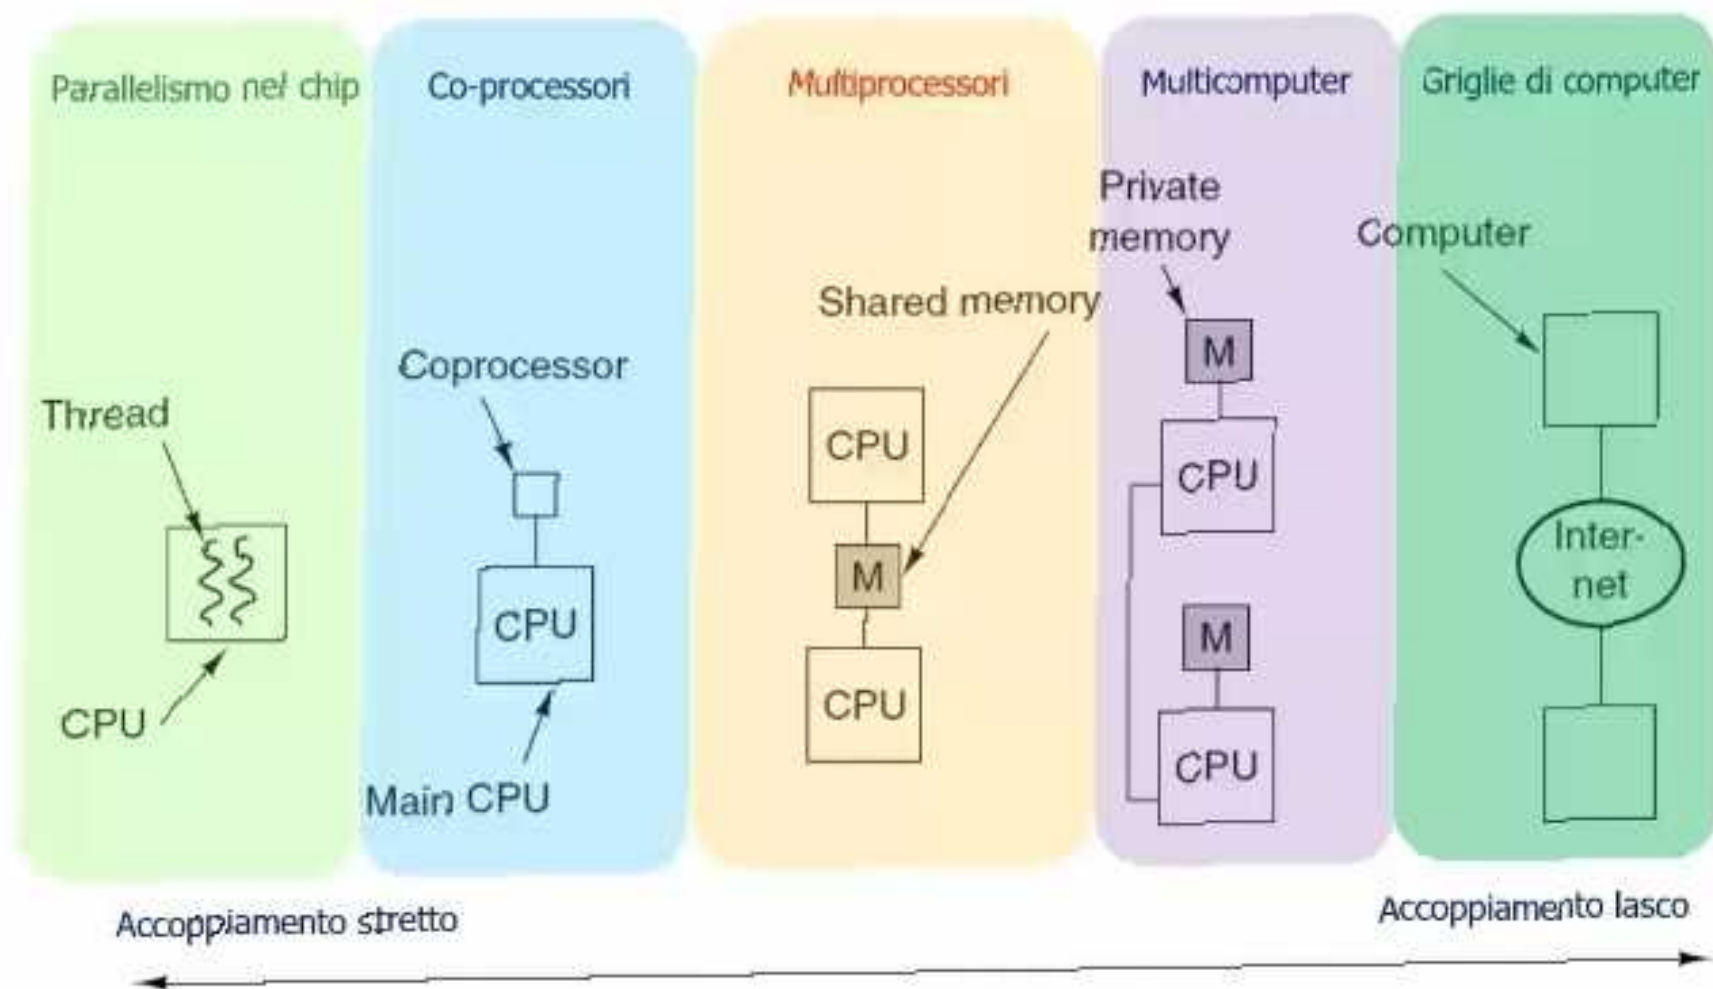 Parallelismo nel chip
Co-processori
Multiprocessori
Multicomputer
Griglie di computer
Thread
CPU
Coprocessor
CPU
Main CPU
Shared memory
CPU
M
CPU
Private
memory
M
CPU
M
CPU
Computer
Inter-
net
Accoppiamento stretto
Accoppiamento lasco